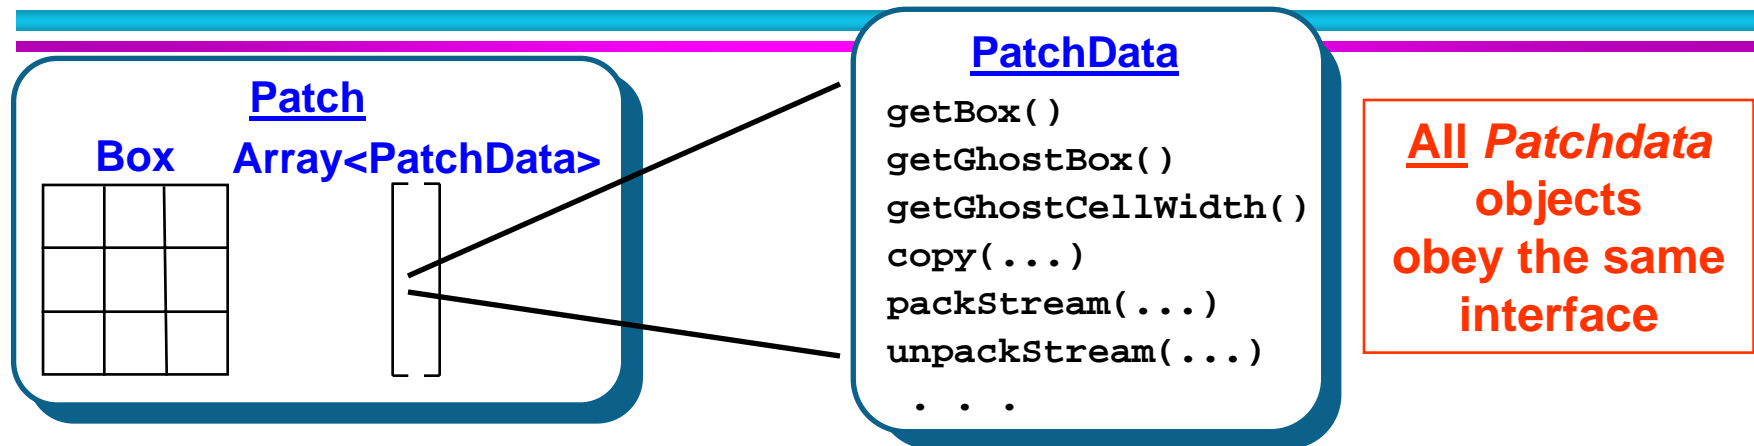 Patch
Box Array<PatchData>
PatchData
getBox()
getGhostBox()
getGhostCellWidth()
copy(...)
packStream(...)
unpackStream(...)
. . .
All Patchdata
objects
obey the same
interface